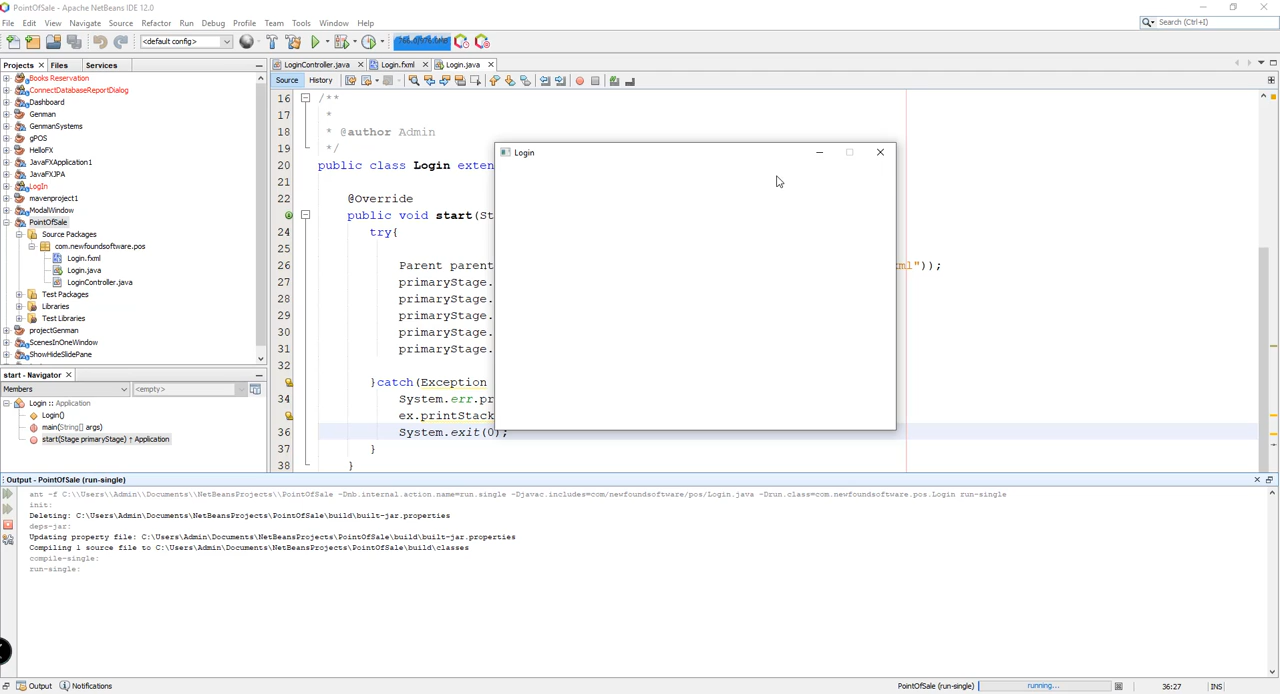 PointOfSale - Apache NetBeans IDE 12.0
File Edit View Navigate Source Refactor Run Debug Profile Team Tools Window Help
Search (Ctrl+I)
<default config>
Projects Files Services
LoginController.java Login.fxml Login.java
Source History
Books Reservation
ConnectDatabaseReportDialog
Dashboard
Genman
GenmanSystems
gPOS
HelloFX
JavaFXApplication1
JavaFXJPA
LogIn
mavenproject1
ModalWindow
PointOfSale
Source Packages
com.newfoundsoftware.pos
Login.fxml
Login.java
LoginController.java
Test Packages
Libraries
Test Libraries
projectGenman
ScenesInOneWindow
ShowHideSlidePane
start - Navigator
Members <empty>
Login :: Application
Login()
main(String[] args)
start(Stage primaryStage) ↑ Application
16 /**
17 *
18 * @author Admin
19 */
20 public class Login exten
21
22 @Override
public void start(St
24 try{
25
26 Parent parent xml"));
27 primaryStage.
28 primaryStage.
29 primaryStage.
30 primaryStage.
31 primaryStage.
32
}catch(Exception
34 System.err.pr
ex.printStack
36 System.exit(0);
37 }
38 }
Login
Output - PointOfSale (run-single)
ant -f C:\\Users\\Admin\\Documents\\NetBeansProjects\\PointOfSale -Dnb.internal.action.name=run.single -Djavac.includes=com/newfoundsoftware/pos/Login.java -Drun.class=com.newfoundsoftware.pos.Login run-single
init:
Deleting: C:\Users\Admin\Documents\NetBeansProjects\PointOfSale\build\built-jar.properties
deps-jar:
Updating property file: C:\Users\Admin\Documents\NetBeansProjects\PointOfSale\build\built-jar.properties
Compiling 1 source file to C:\Users\Admin\Documents\NetBeansProjects\PointOfSale\build\classes
compile-single:
run-single:
Output Notifications
PointOfSale (run-single) running... 36:27 INS